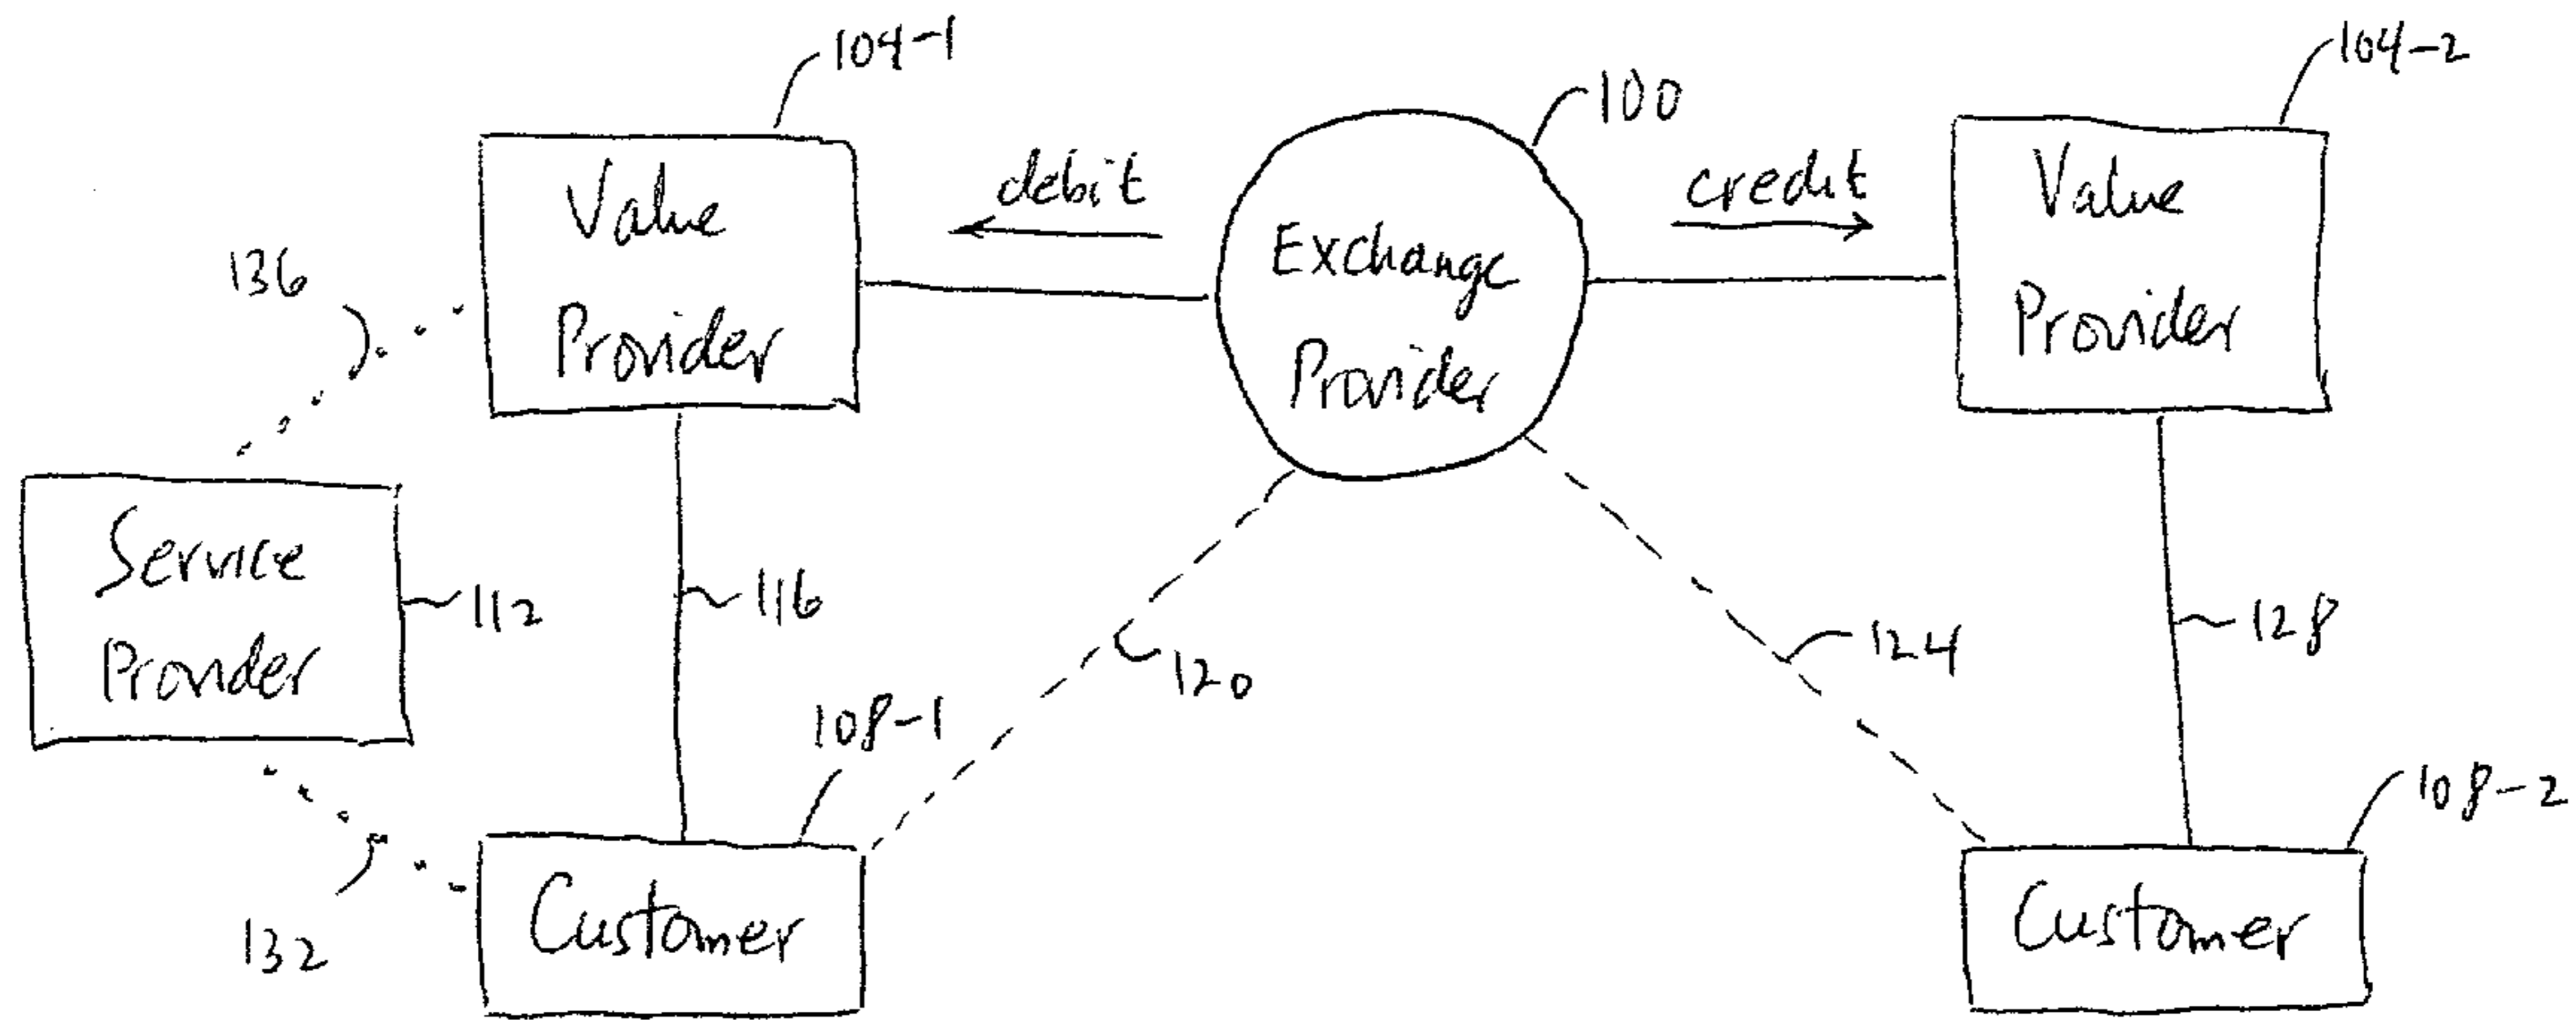 104-1
104-2
100
Value
Provider
debit
Exchange
Provider
credit
Value
Provider
136
Service
Provider
112
116
120
124
128
108-1
108-2
132
Customer
Customer